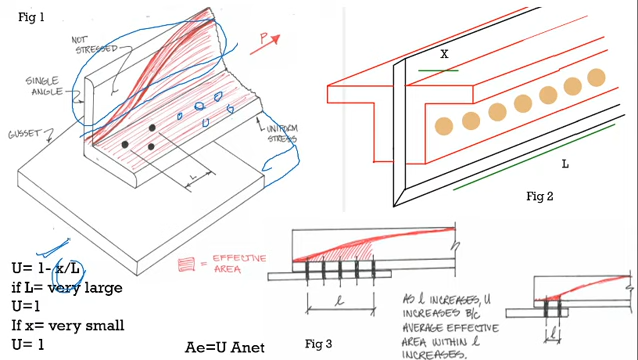 Fig 1
NOT
STRESSED
P
SINGLE
ANGLE
GUSSET
UNIFORM
STRESS
L
X
L
Fig 2
U= 1- x/L
if L= very large
U=1
If x= very small
U= 1
= EFFECTIVE
AREA
Ae=U Anet
Fig 3
l
AS l INCREASES, U
INCREASES B/C
AVERAGE EFFECTIVE
AREA WITHIN l
INCREASES.
l